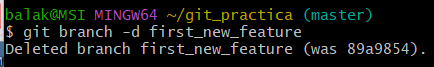 balak@MSI MINGW64 ~/git_practica (master)
$ git branch -d first_new_feature
Deleted branch first_new_feature (was 89a9854).